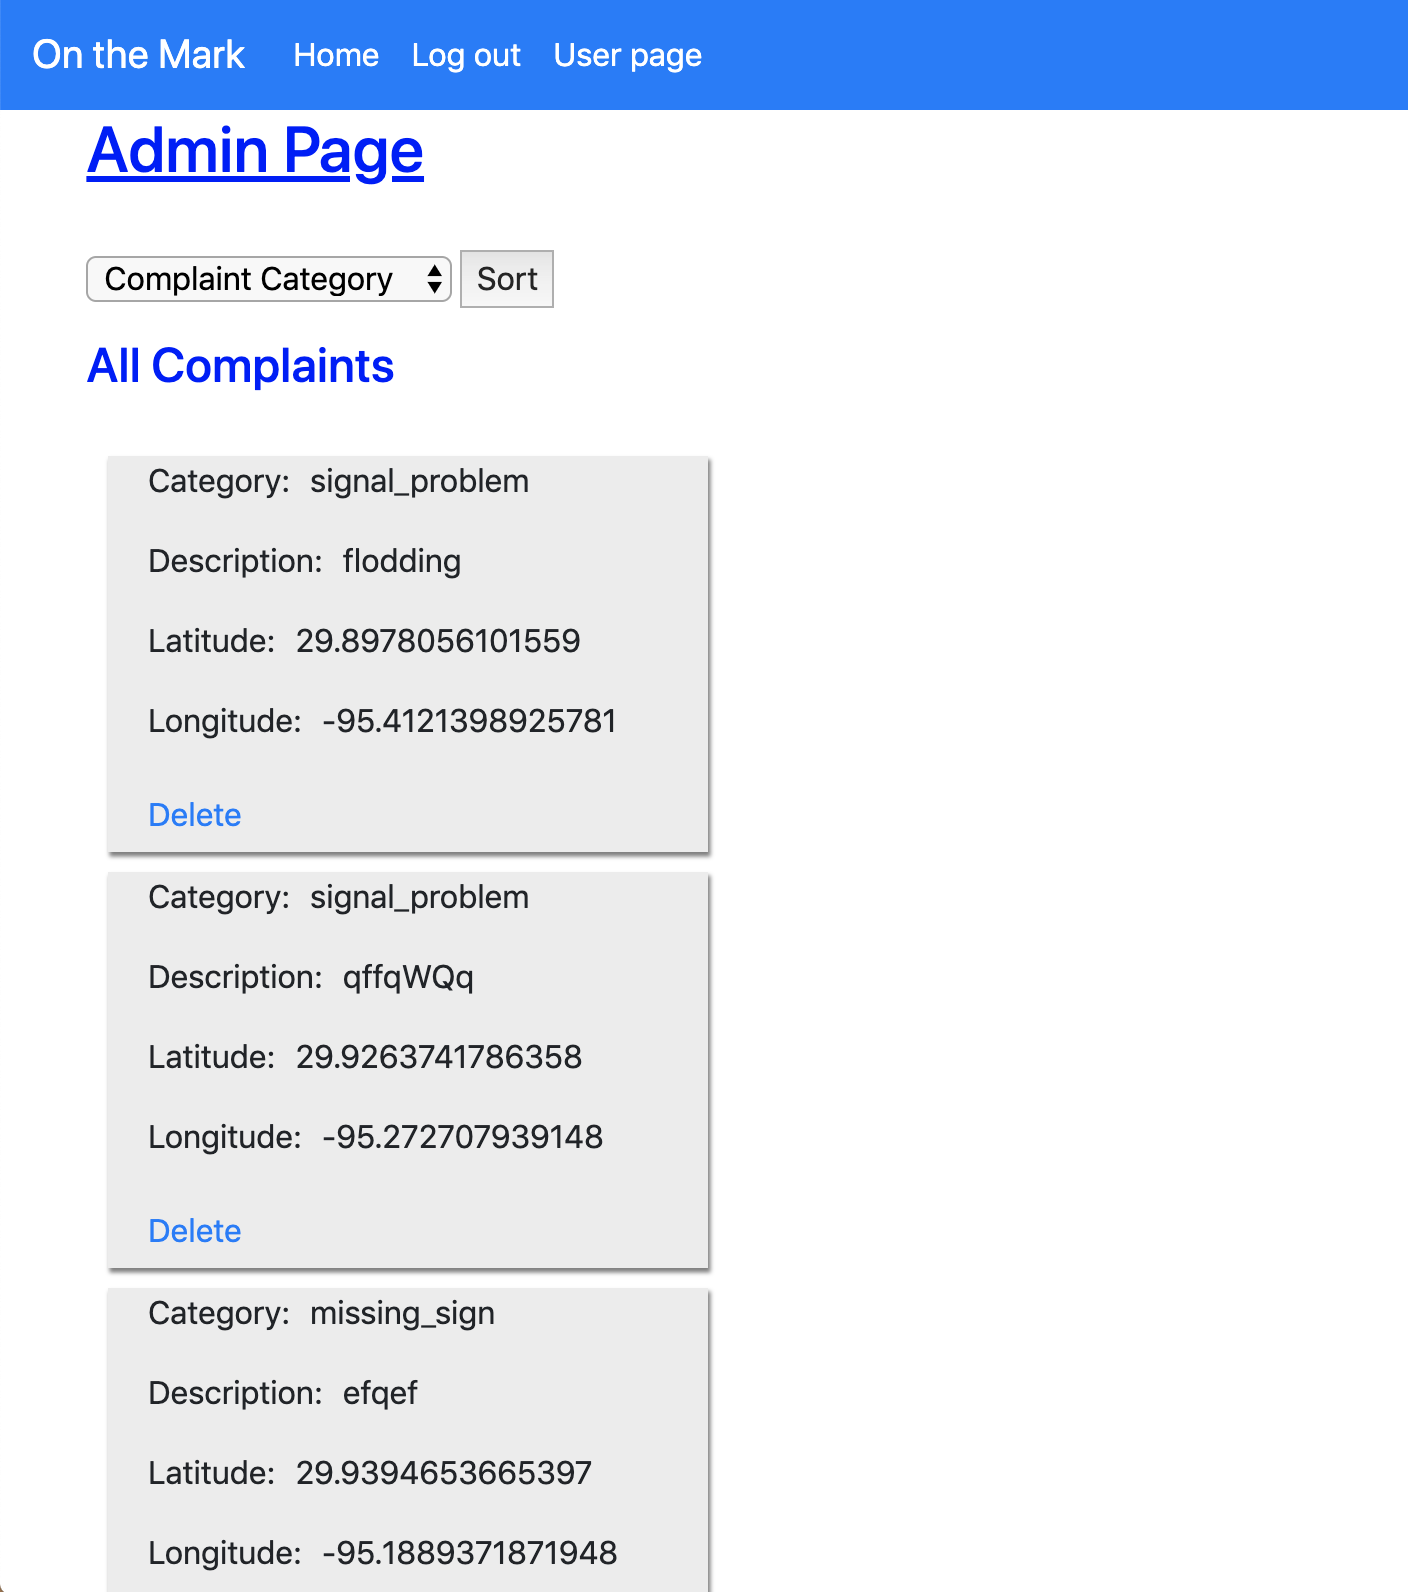 On the Mark Home Log out User page
Admin Page
Complaint Category Sort
All Complaints
Category: signal_problem
Description: flodding
Latitude: 29.8978056101559
Longitude: -95.4121398925781
Delete
Category: signal_problem
Description: qffqWQq
Latitude: 29.9263741786358
Longitude: -95.272707939148
Delete
Category: missing_sign
Description: efqef
Latitude: 29.9394653665397
Longitude: -95.1889371871948